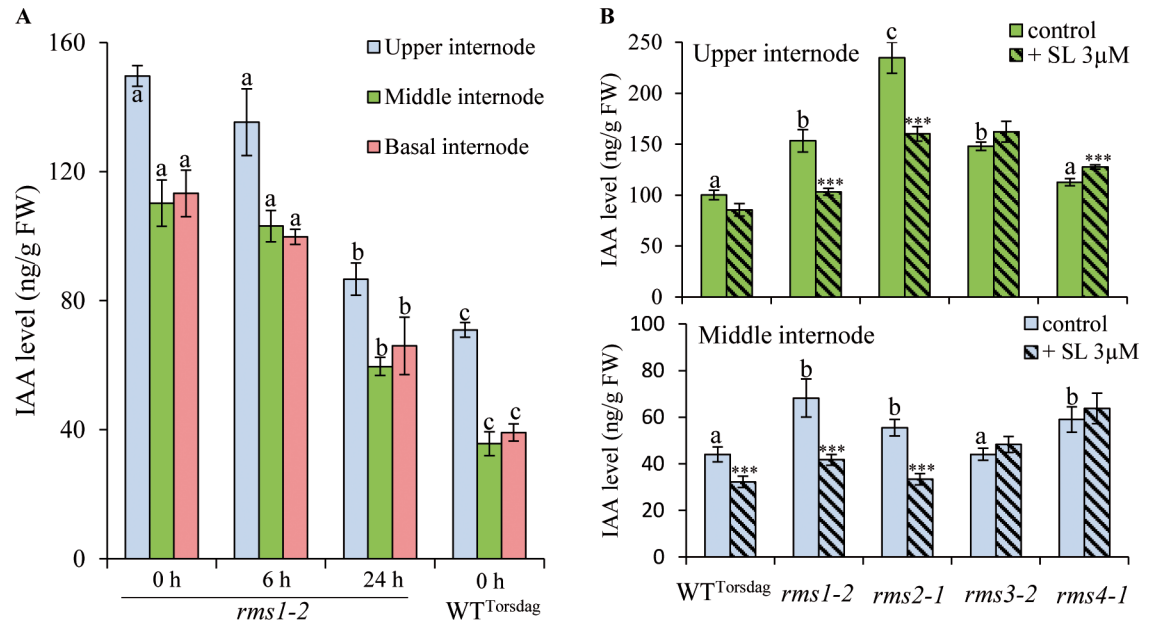 A
IAA level (ng/g FW)
160
120
80
40
0
Upper internode
Middle internode
Basal internode
a
a
a
a
a
a
b
b
b
c
c
c
0 h
6 h
24 h
0 h
rms1-2
WTTorsdag
B
Upper internode
control
+ SL 3µM
IAA level (ng/g FW)
250
200
150
100
50
0
a
b
***
c
***
b
a
***
Middle internode
control
+ SL 3µM
IAA level (ng/g FW)
100
80
60
40
20
0
a
***
b
***
b
***
a
b
WTTorsdag
rms1-2
rms2-1
rms3-2
rms4-1